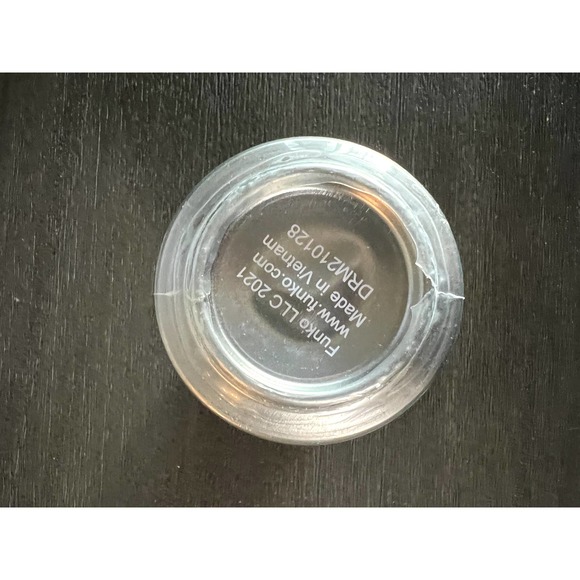 Funko LLC 2021
www.funko.com
Made in Vietnam
DRM210128